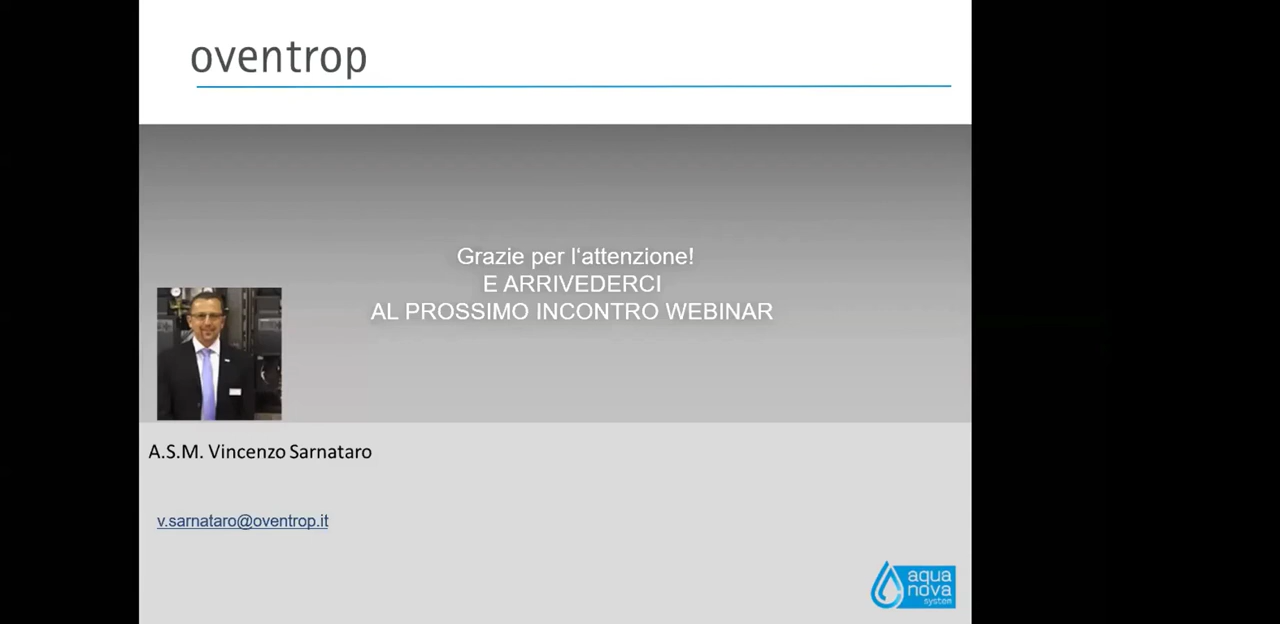 oventrop
Grazie per l‘attenzione!
E ARRIVEDERCI
AL PROSSIMO INCONTRO WEBINAR
A.S.M. Vincenzo Sarnataro
v.sarnataro@oventrop.it
aqua
nova
system